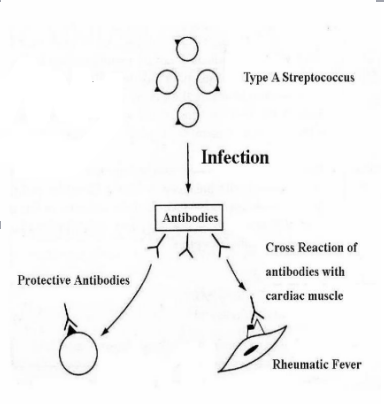 Type A Streptococcus
Infection
Antibodies
Protective Antibodies
Cross Reaction of
antibodies with
cardiac muscle
Rheumatic Fever